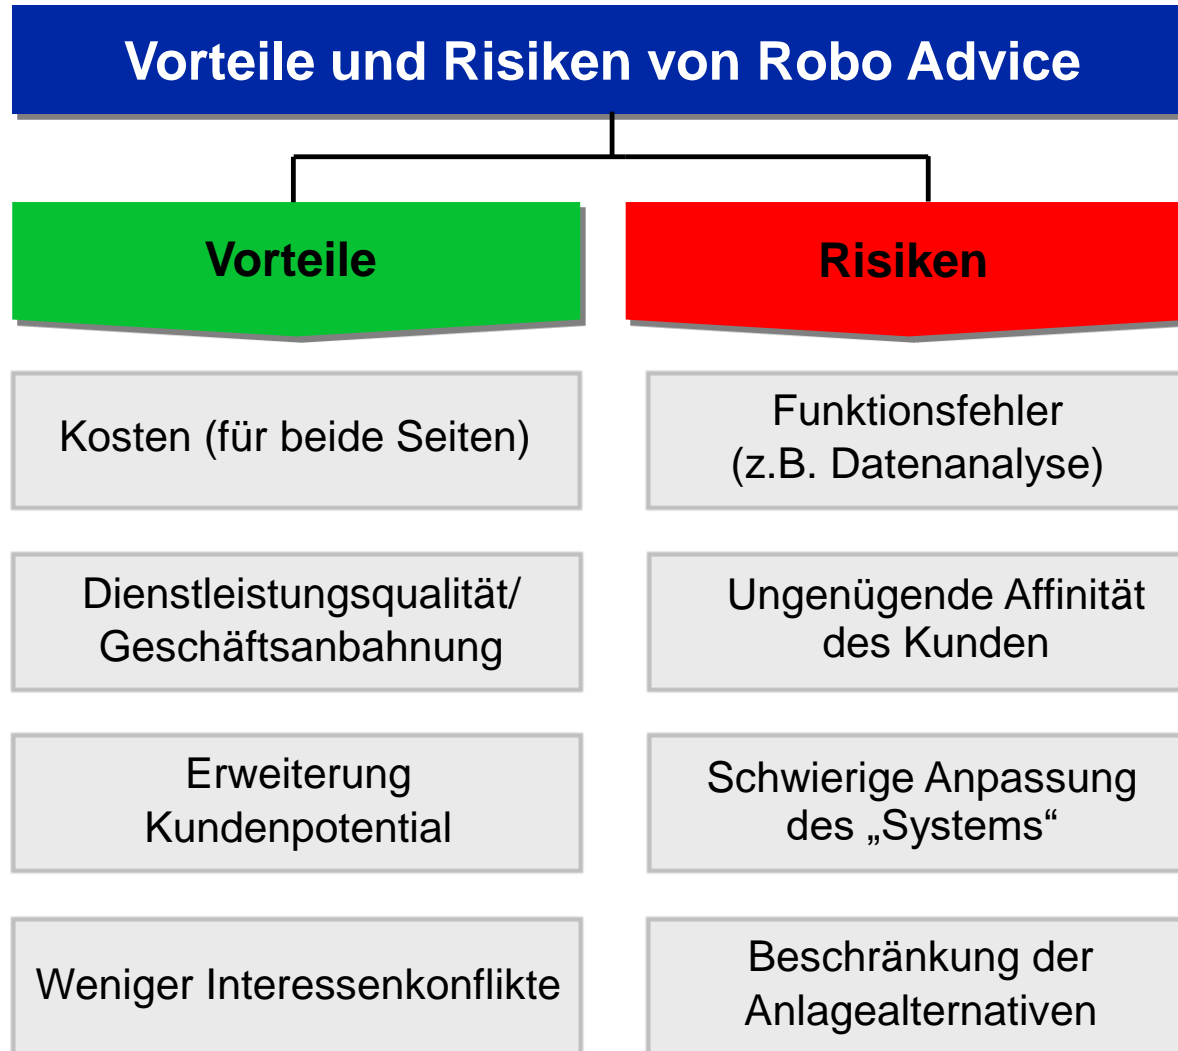 Vorteile und Risiken von Robo Advice
Vorteile
Kosten (für beide Seiten)
Dienstleistungsqualität/
Geschäftsanbahnung
Erweiterung
Kundenpotential
Weniger Interessenkonflikte
Risiken
Funktionsfehler
(z.B. Datenanalyse)
Ungenügende Affinität
des Kunden
Schwierige Anpassung
des „Systems“
Beschränkung der
Anlagealternativen